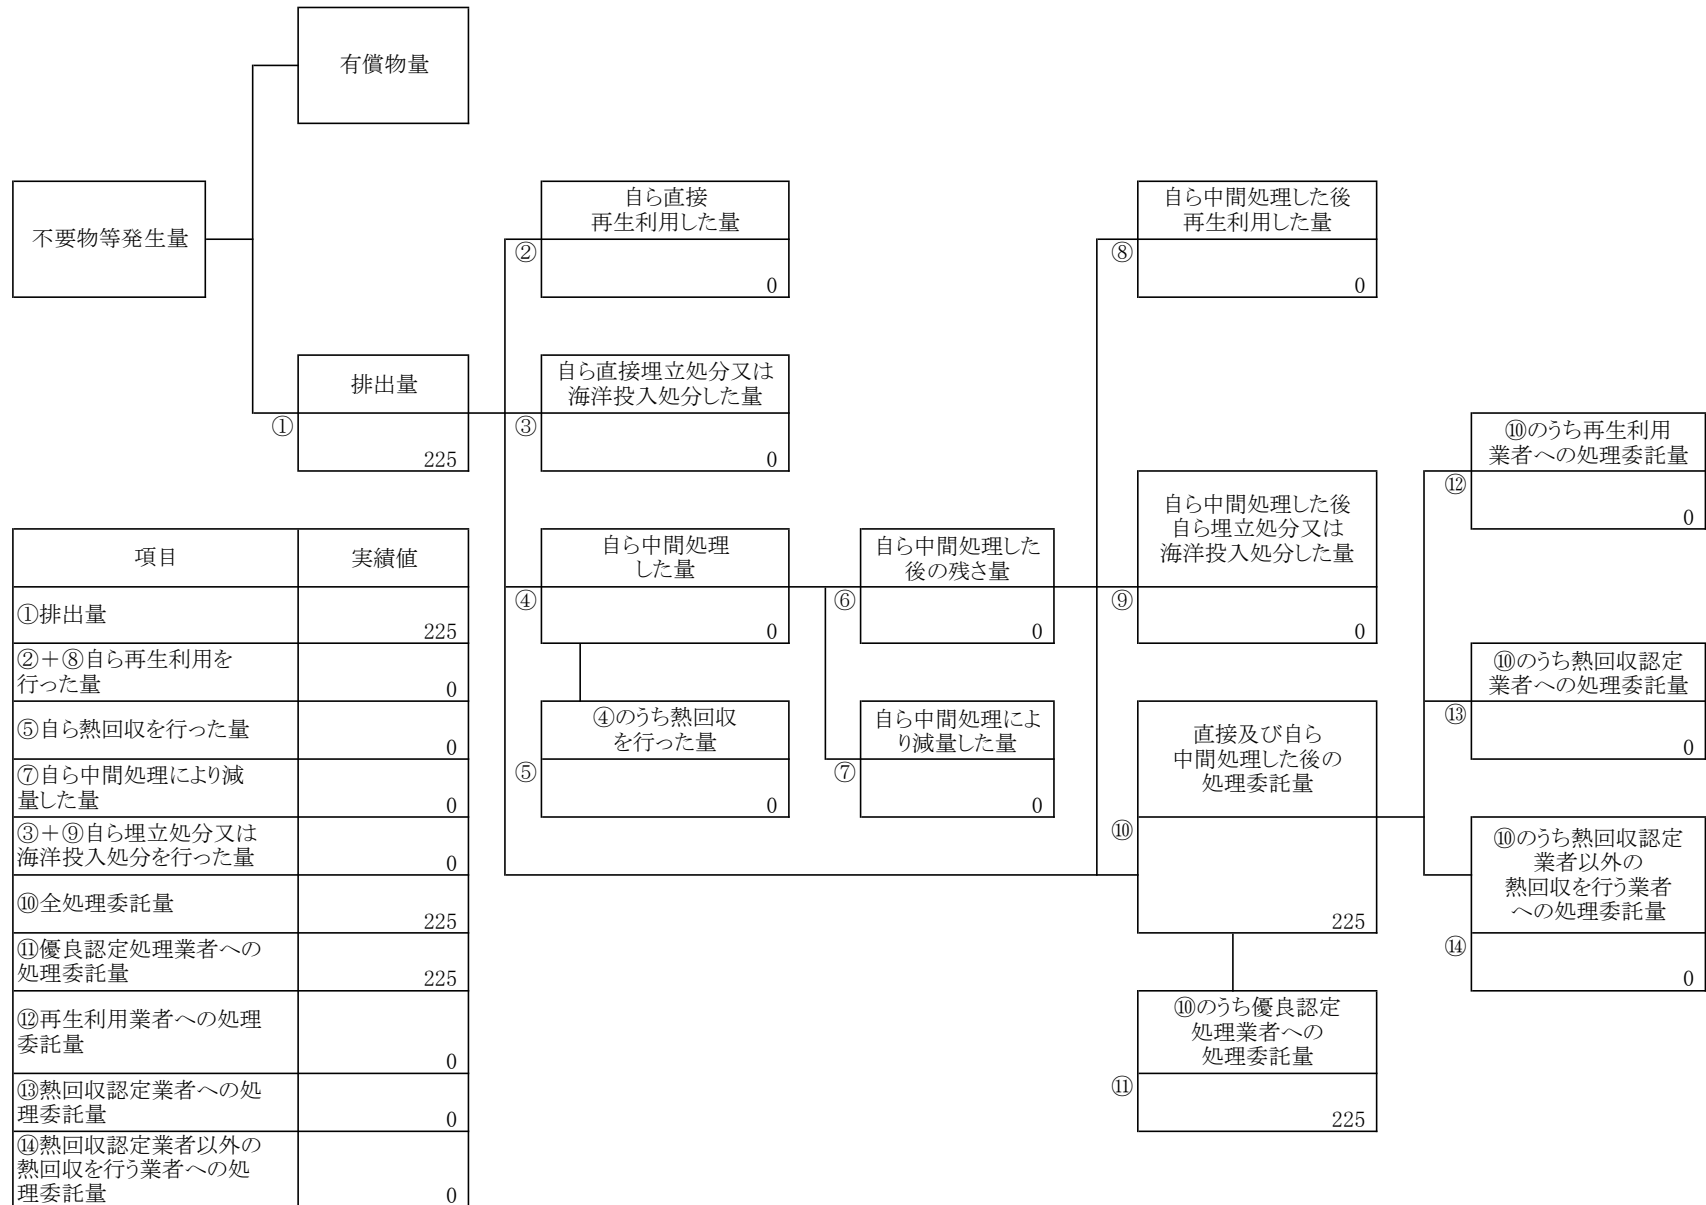 有償物量
不要物等発生量
排出量
①
225
自ら直接
再生利用した量
②
0
自ら直接埋立処分又は
海洋投入処分した量
③
0
自ら中間処理
した量
④
0
④のうち熱回収
を行った量
⑤
0
自ら中間処理した
後の残さ量
⑥
0
自ら中間処理によ
り減量した量
⑦
0
自ら中間処理した後
再生利用した量
⑧
0
自ら中間処理した後
自ら埋立処分又は
海洋投入処分した量
⑨
0
直接及び自ら
中間処理した後の
処理委託量
⑩
225
⑩のうち優良認定
処理業者への
処理委託量
⑪
225
⑩のうち再生利用
業者への処理委託量
⑫
0
⑩のうち熱回収認定
業者への処理委託量
⑬
0
⑩のうち熱回収認定
業者以外の
熱回収を行う業者
への処理委託量
⑭
0
項目 実績値
①排出量
225
②＋⑧自ら再生利用を
行った量 0
⑤自ら熱回収を行った量
0
⑦自ら中間処理により減
量した量 0
③＋⑨自ら埋立処分又は
海洋投入処分を行った量 0
⑩全処理委託量
225
⑪優良認定処理業者への
処理委託量 225
⑫再生利用業者への処理
委託量
0
⑬熱回収認定業者への処
理委託量 0
⑭熱回収認定業者以外の
熱回収を行う業者への処
理委託量 0